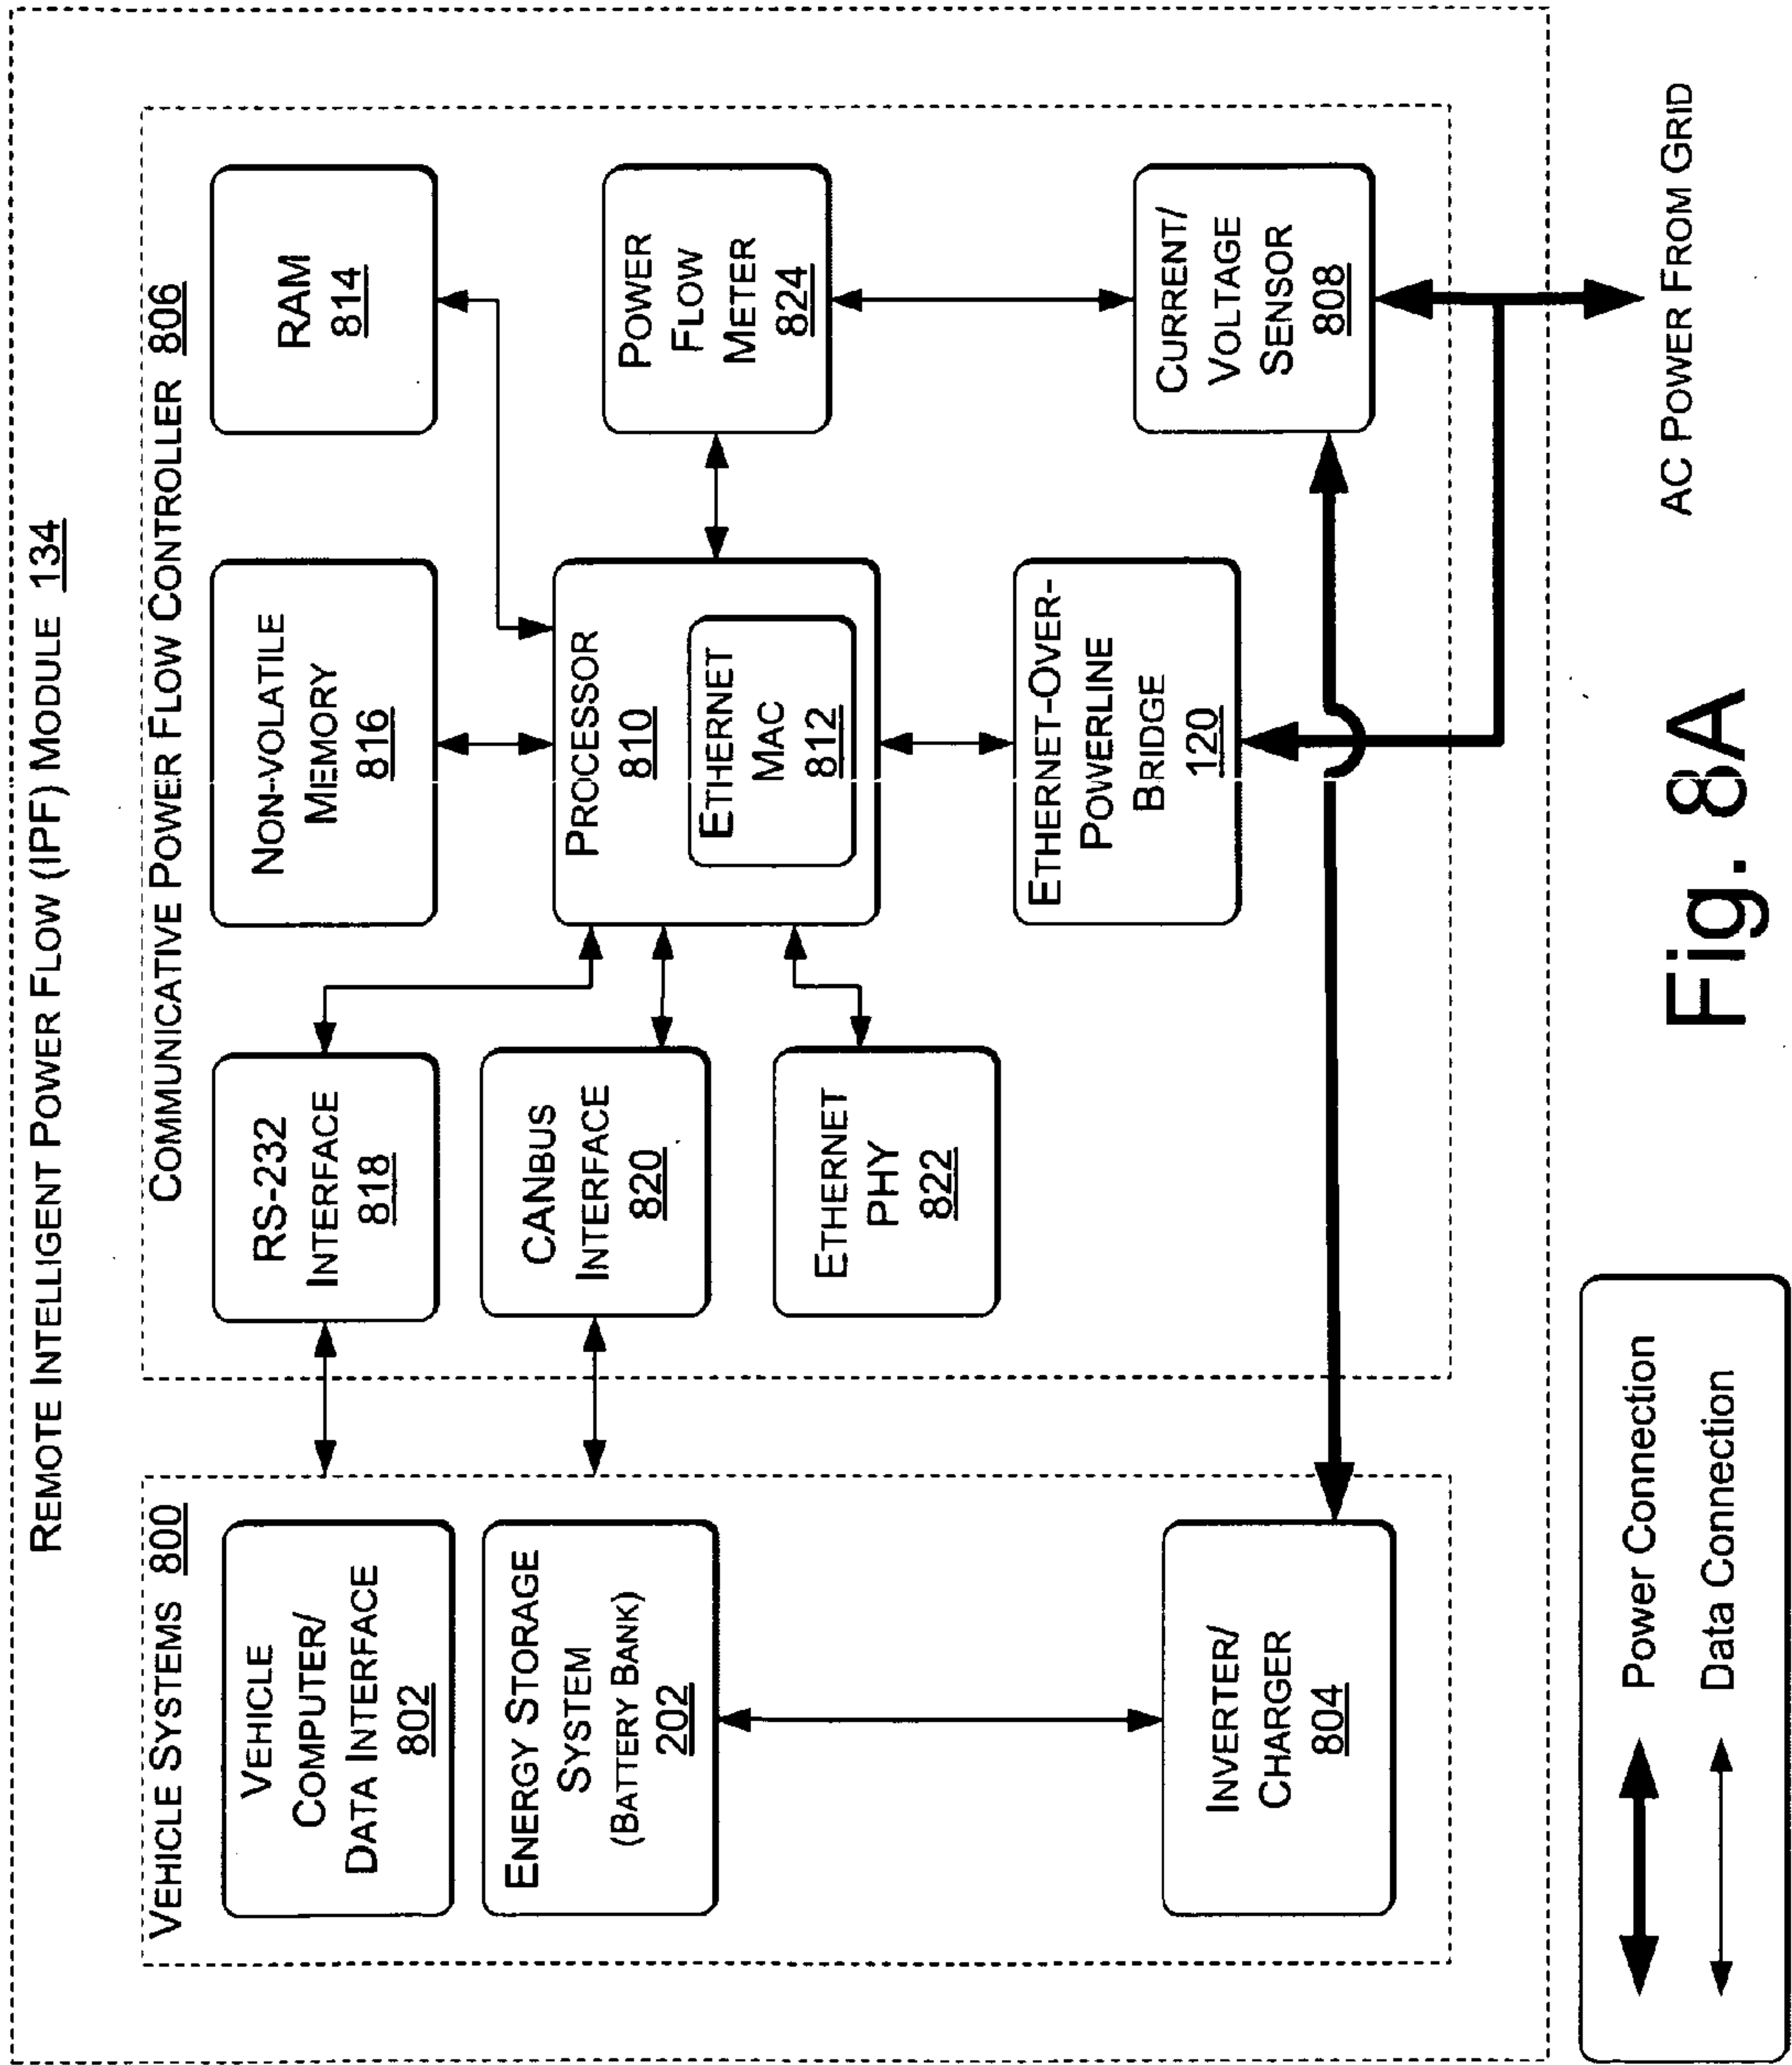 REMOTE INTELLIGENT POWER FLOW (IPF) MODULE 134
VEHICLE SYSTEMS 800
VEHICLE
COMPUTER/
DATA INTERFACE
802
ENERGY STORAGE
SYSTEM
(BATTERY BANK)
202
INVERTER/
CHARGER
804
COMMUNICATIVE POWER FLOW CONTROLLER 806
RS-232
INTERFACE
818
CANBUS
INTERFACE
820
ETHERNET
PHY
822
NON-VOLATILE
MEMORY
816
PROCESSOR
810
ETHERNET
MAC
812
ETHERNET-OVER-
POWERLINE
BRIDGE
120
RAM
814
POWER
FLOW
METER
824
CURRENT/
VOLTAGE
SENSOR
808
Power Connection
Data Connection
AC POWER FROM GRID
Fig. 8A